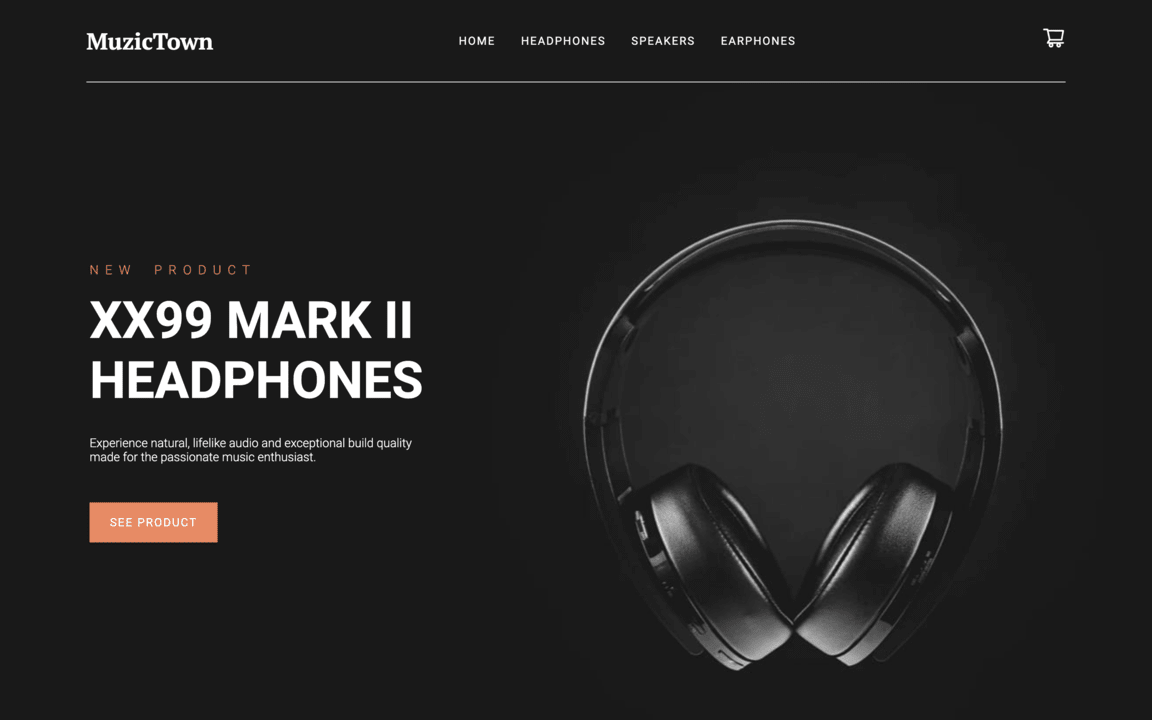 MuzicTown
HOME HEADPHONES SPEAKERS EARPHONES
NEW PRODUCT
XX99 MARK II
HEADPHONES
Experience natural, lifelike audio and exceptional build quality
made for the passionate music enthusiast.
SEE PRODUCT